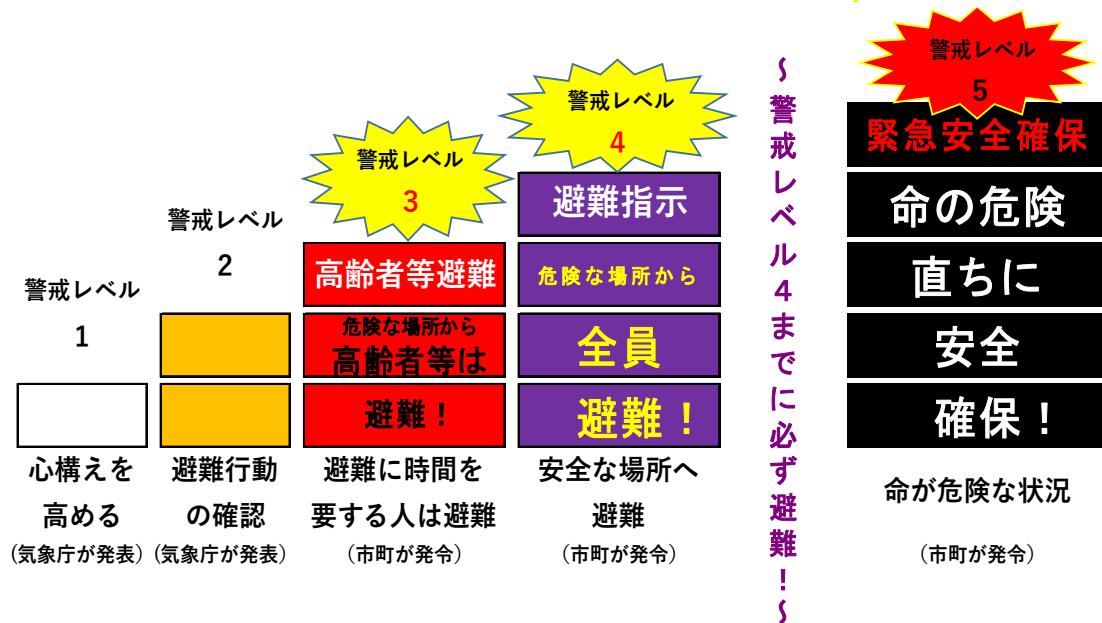 警戒レベル
1
心構えを
高める
(気象庁が発表)
警戒レベル
2
避難行動
の確認
(気象庁が発表)
警戒レベル
3
高齢者等避難
危険な場所から
高齢者等は
避難！
避難に時間を
要する人は避難
(市町が発令)
警戒レベル
4
避難指示
危険な場所から
全員
避難！
安全な場所へ
避難
(市町が発令)
～警戒レベル４までに必ず避難！～
警戒レベル
5
緊急安全確保
命の危険
直ちに
安全
確保！
命が危険な状況
(市町が発令)